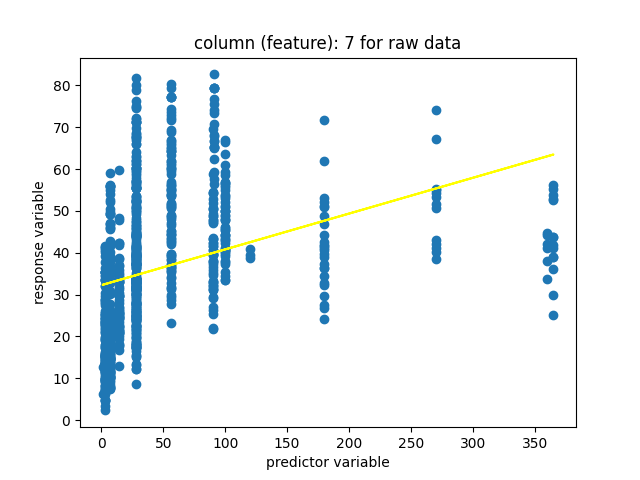 column (feature): 7 for raw data
80
70
60
50
40
30
20
10
0
response variable
0 50 100 150 200 250 300 350
predictor variable